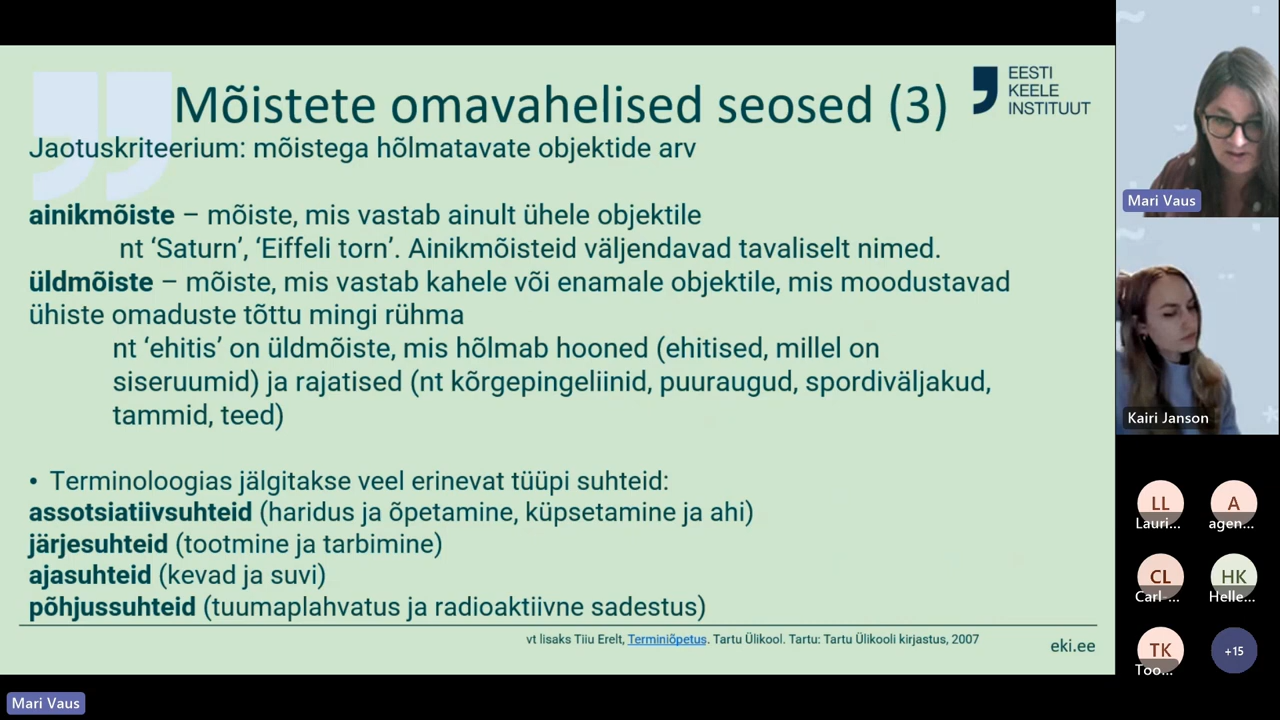 Mõistete omavahelised seosed (3)
EESTI
KEELE
INSTITUUT
Jaotuskriteerium: mõistega hõlmatavate objektide arv
ainikmõiste – mõiste, mis vastab ainult ühele objektile
nt ‘Saturn’, ‘Eiffeli torn’. Ainikmõisteid väljendavad tavaliselt nimed.
üldmõiste – mõiste, mis vastab kahele või enamale objektile, mis moodustavad
ühiste omaduste tõttu mingi rühma
nt ‘ehitis’ on üldmõiste, mis hõlmab hooned (ehitised, millel on
siseruumid) ja rajatised (nt kõrgepingeliinid, puuraugud, spordiväljakud,
tammid, teed)
• Terminoloogias jälgitakse veel erinevat tüüpi suhteid:
assotsiatiivsuhteid (haridus ja õpetamine, küpsetamine ja ahi)
järjesuhteid (tootmine ja tarbimine)
ajasuhteid (kevad ja suvi)
põhjussuhteid (tuumaplahvatus ja radioaktiivne sadestus)
vt lisaks Tiiu Erelt, Terminiõpetus. Tartu Ülikool. Tartu: Tartu Ülikooli kirjastus, 2007
eki.ee
Mari Vaus
Mari Vaus
Kairi Janson
LL
Lauri...
A
agen...
CL
Carl-...
HK
Helle...
TK
Too...
+15